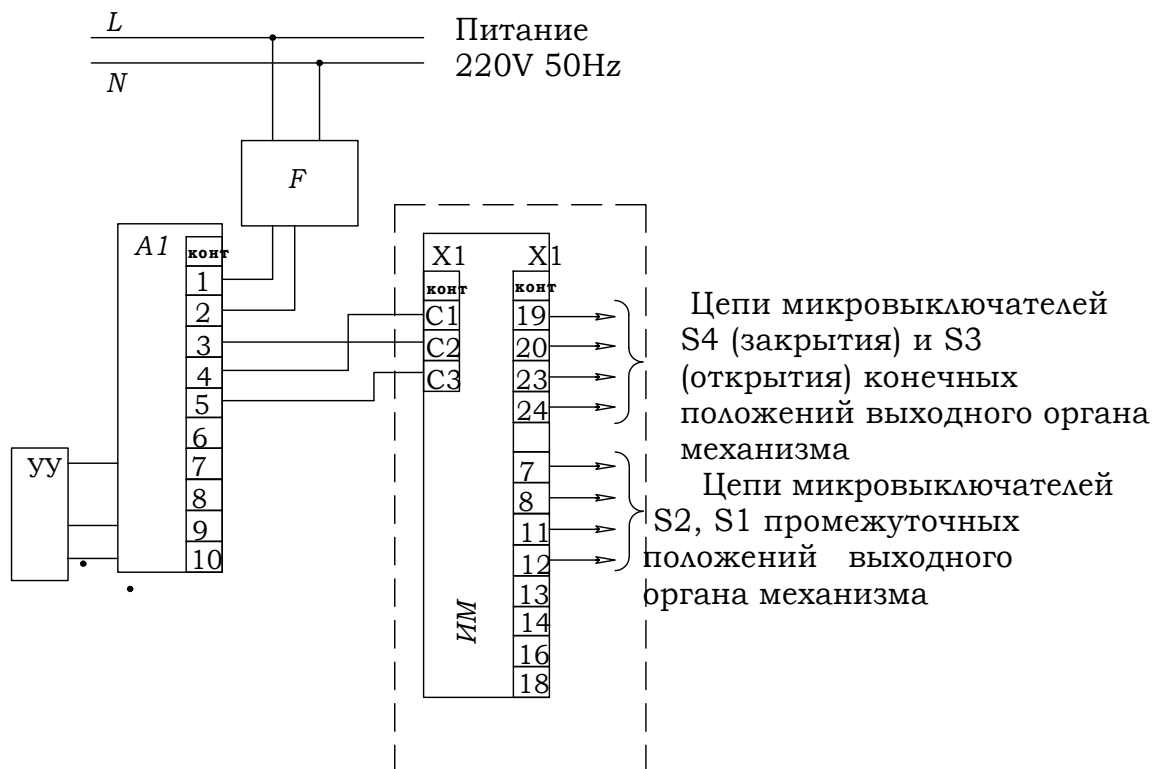 L
Питание
220V 50Hz
N
F
A1
конт
1
2
3
4
5
6
7
8
9
10
УУ
X1
X1
конт
C1
C2
C3
конт
19
20
23
24
7
8
11
12
13
14
16
18
ИМ
Цепи микровыключателей
S4 (закрытия) и S3
(открытия) конечных
положений выходного органа
механизма
Цепи микровыключателей
S2, S1 промежуточных
положений выходного
органа механизма